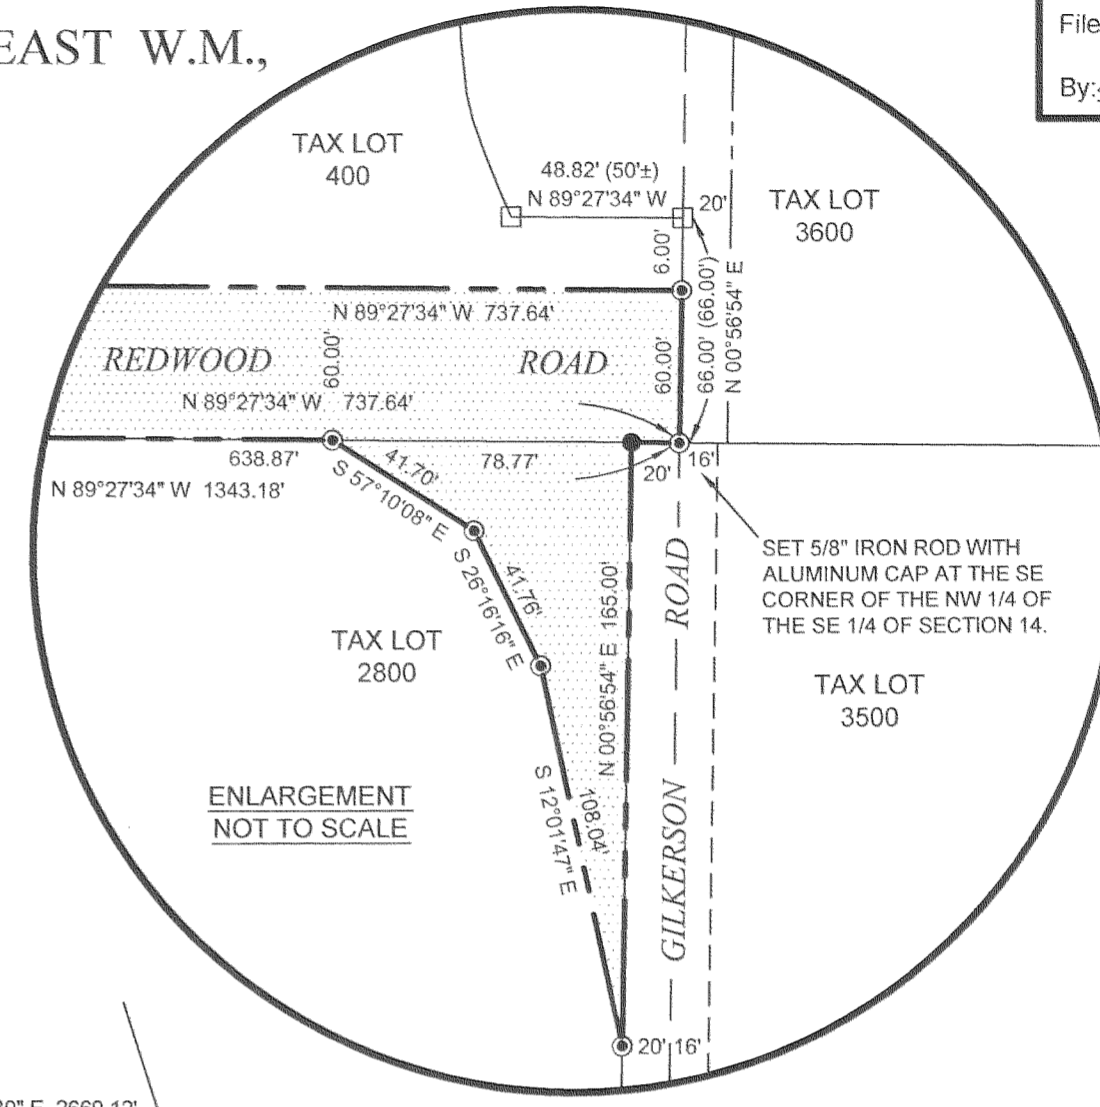 EAST W.M.,
File
By:
TAX LOT
400
48.82' (50'±)
N 89°27'34" W
20'
TAX LOT
3600
6.00'
66.00' (66.00')
N 00°56'54" E
N 89°27'34" W 737.64'
REDWOOD ROAD
60.00'
60.00'
N 89°27'34" W 737.64'
638.87'
41.70'
78.77'
20'
16'
N 89°27'34" W 1343.18'
S 57°10'08" E
SET 5/8" IRON ROD WITH
ALUMINUM CAP AT THE SE
CORNER OF THE NW 1/4 OF
THE SE 1/4 OF SECTION 14.
41.76'
S 26°16'16" E
N 00°56'54" E 165.00'
TAX LOT
2800
TAX LOT
3500
GILKERSON ROAD
ENLARGEMENT
NOT TO SCALE
108.04'
S 12°01'47" E
20' 16'